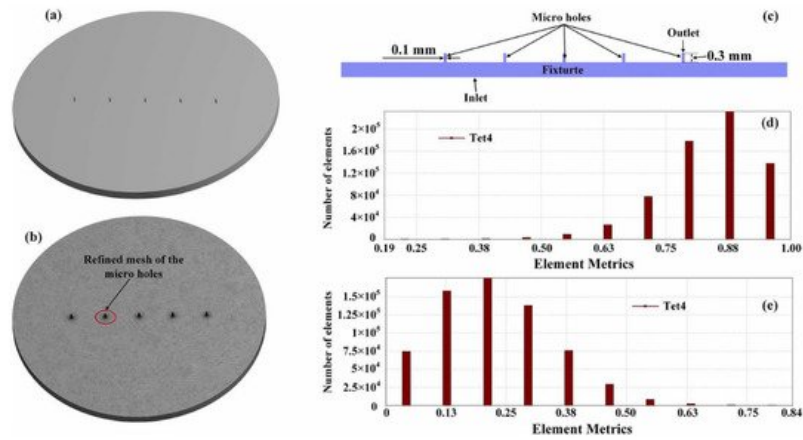 (a)
(b)
Refined mesh of the
micro holes
(c)
Micro holes
Outlet
0.1 mm
0.3 mm
Fixturte
Inlet
(d)
Tet4
Number of elements
2×10⁵
1.6×10⁵
1.2×10⁵
8×10⁴
4×10⁴
0
0.19 0.25 0.38 0.50 0.63 0.75 0.88 1.00
Element Metrics
(e)
Tet4
Number of elements
1.5×10⁵
1.25×10⁵
1×10⁵
7.5×10⁴
5×10⁴
2.5×10⁴
0
0 0.13 0.25 0.38 0.50 0.63 0.75 0.84
Element Metrics